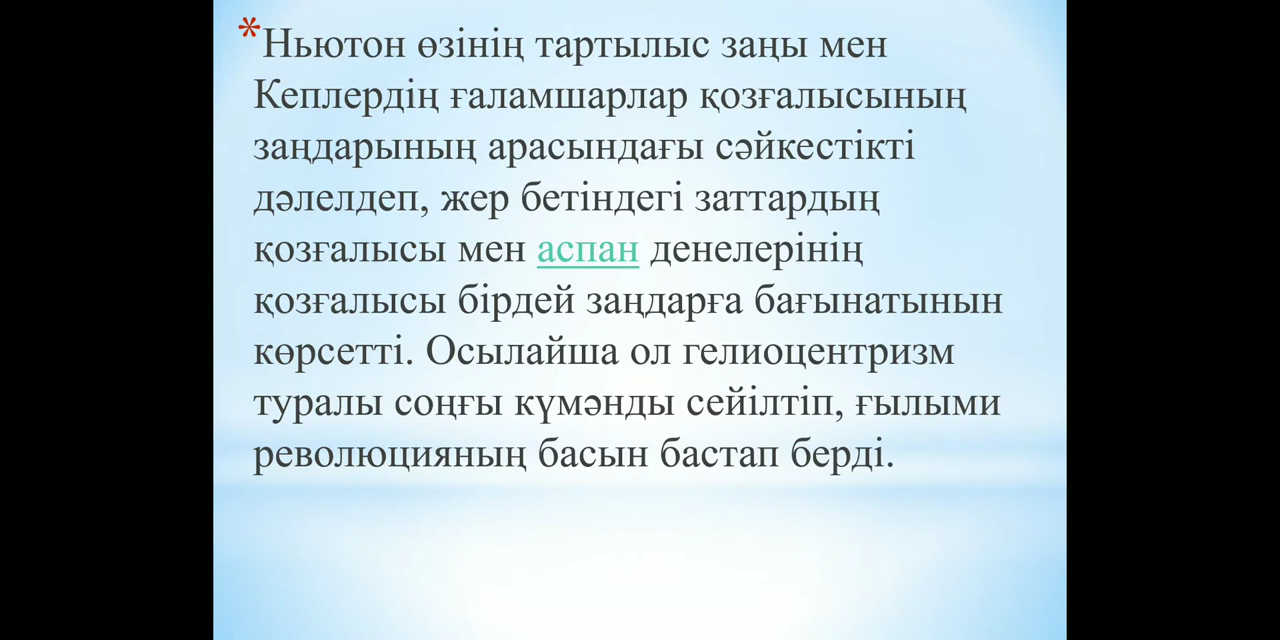 *Ньютон өзінің тартылыс заңы мен
Кеплердің ғаламшарлар қозғалысының
заңдарының арасындағы сәйкестікті
дәлелдеп, жер бетіндегі заттардың
қозғалысы мен аспан денелерінің
қозғалысы бірдей заңдарға бағынатынын
көрсетті. Осылайша ол гелиоцентризм
туралы соңғы күмәнды сейілтіп, ғылыми
революцияның басын бастап берді.